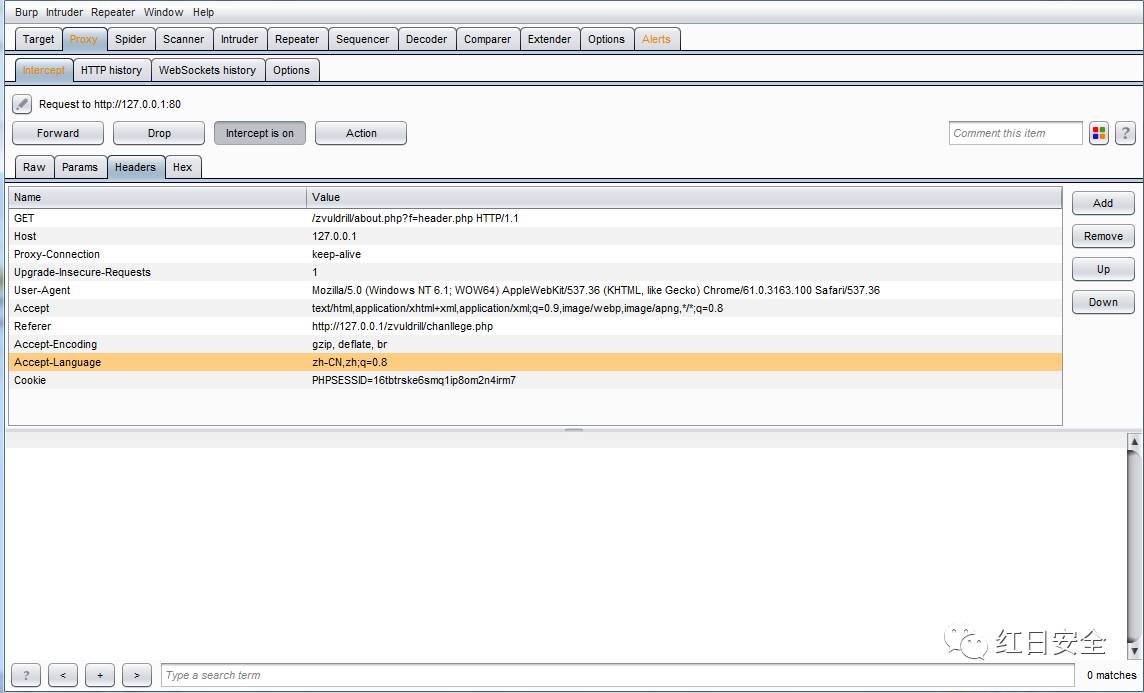 Burp Intruder Repeater Window Help
Target Proxy Spider Scanner Intruder Repeater Sequencer Decoder Comparer Extender Options Alerts
Intercept HTTP history WebSockets history Options
Request to http://127.0.0.1:80
Forward Drop Intercept is on Action Comment this item ?
Raw Params Headers Hex
Name Value
GET /zvuldrill/about.php?f=header.php HTTP/1.1
Host 127.0.0.1
Proxy-Connection keep-alive
Upgrade-Insecure-Requests 1
User-Agent Mozilla/5.0 (Windows NT 6.1; WOW64) AppleWebKit/537.36 (KHTML, like Gecko) Chrome/61.0.3163.100 Safari/537.36
Accept text/html,application/xhtml+xml,application/xml;q=0.9,image/webp,image/apng,*/*;q=0.8
Referer http://127.0.0.1/zvuldrill/chanllege.php
Accept-Encoding gzip, deflate, br
Accept-Language zh-CN,zh;q=0.8
Cookie PHPSESSID=16tbtrske6smq1ip8om2n4irm7
Add
Remove
Up
Down
红日安全
? < + > Type a search term 0 matches